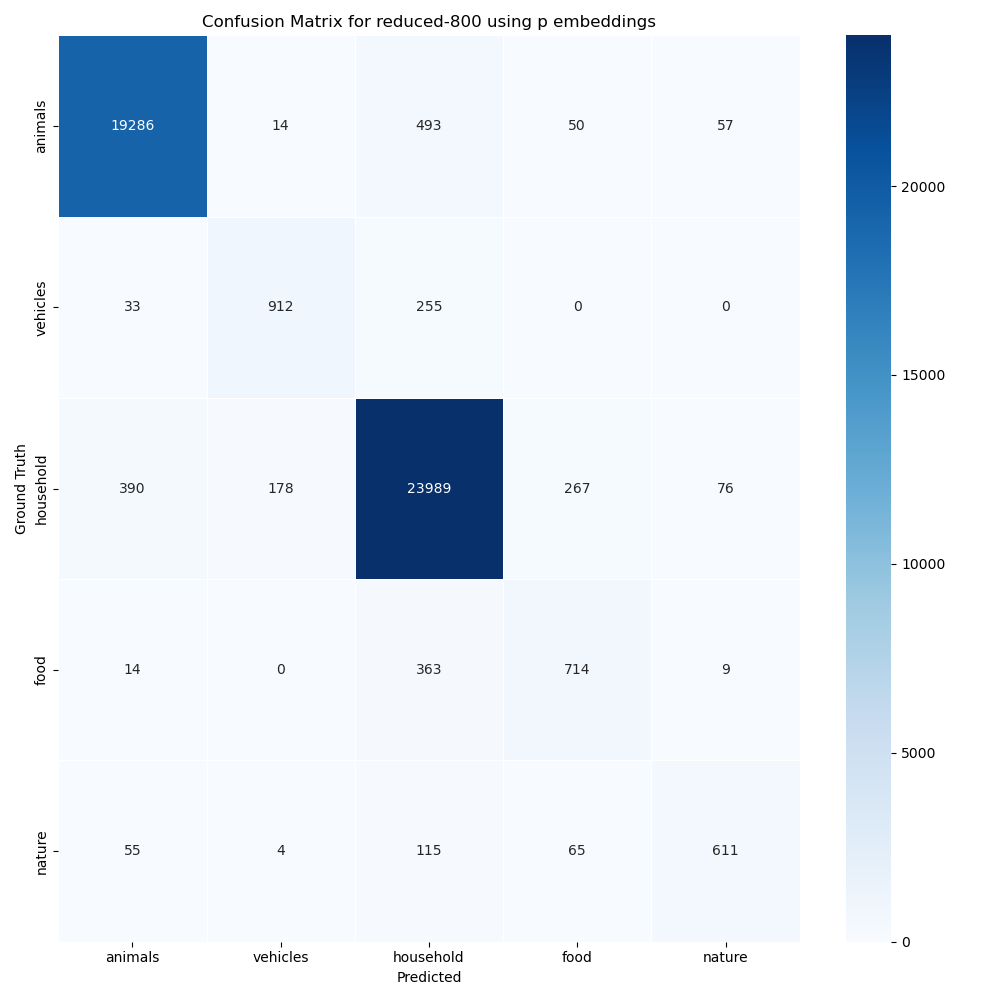 Confusion Matrix for reduced-800 using p embeddings
animals 19286 14 493 50 57
vehicles 33 912 255 0 0
household 390 178 23989 267 76
food 14 0 363 714 9
nature 55 4 115 65 611
animals vehicles household food nature
Predicted
Ground Truth
20000
15000
10000
5000
0